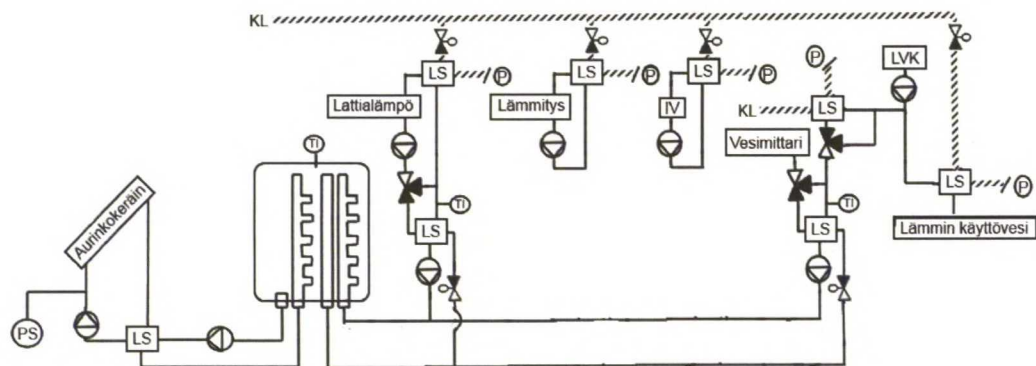 KL
LS
P
LS
P
LS
P
P
LVK
Lattialämpö
Lämmitys
IV
KL
LS
Vesimittari
TI
TI
LS
P
Aurinkokeräin
LS
LS
TI
Lämmin käyttövesi
PS
LS